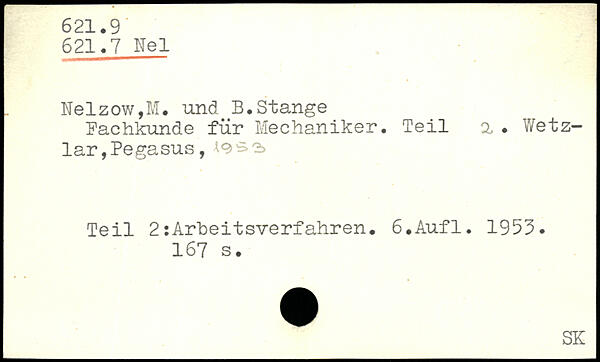 621.9
621.7 Nel
Nelzow,M. und B.Stange
Fachkunde für Mechaniker. Teil 2. Wetz-
lar,Pegasus, 1953
Teil 2:Arbeitsverfahren. 6.Aufl. 1953.
167 s.
SK